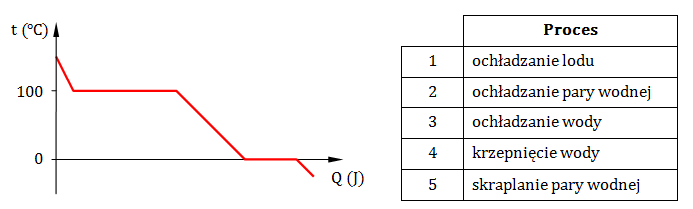 t (°C)
100
0
Q (J)
Proces
1 ochładzanie lodu
2 ochładzanie pary wodnej
3 ochładzanie wody
4 krzepnięcie wody
5 skraplanie pary wodnej